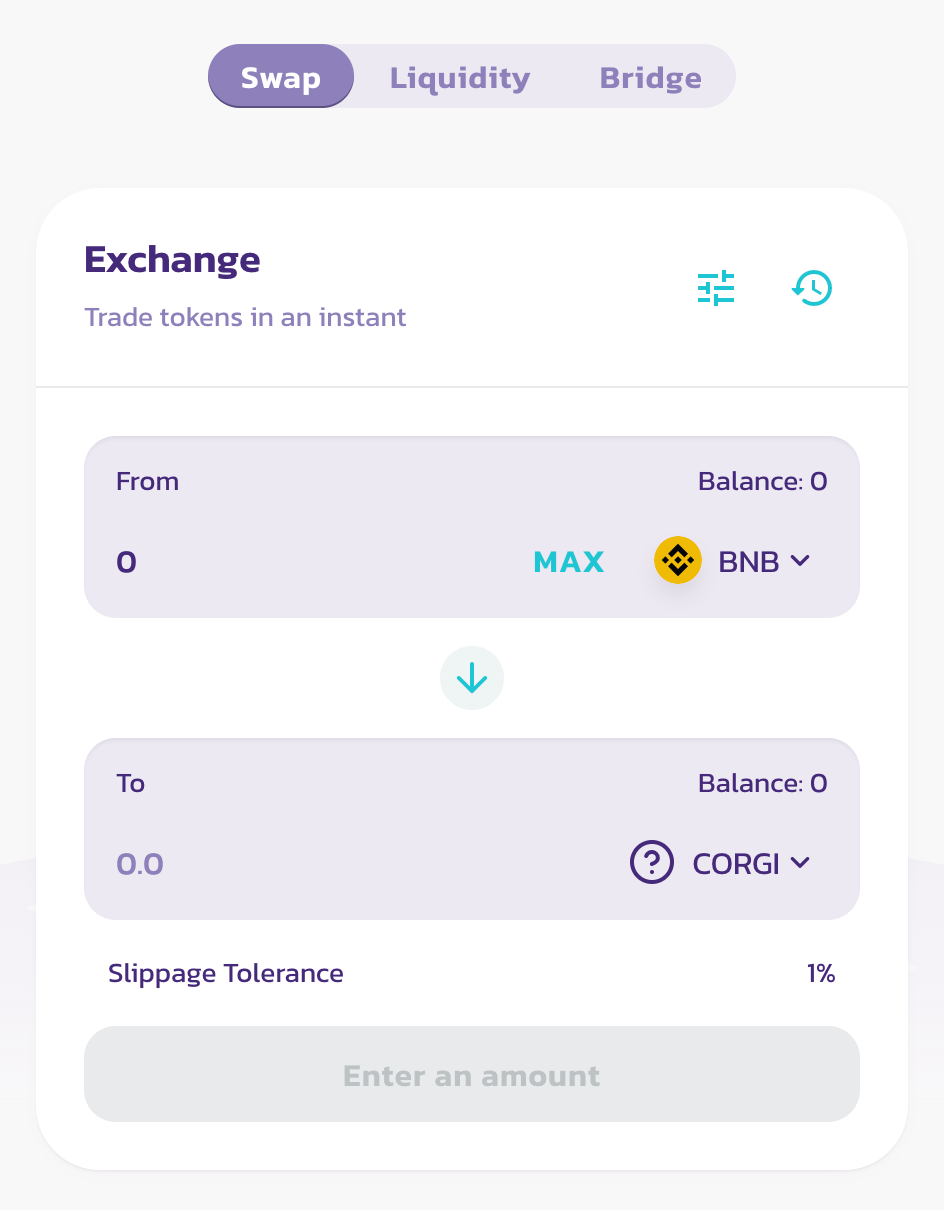 Swap Liquidity Bridge
Exchange
Trade tokens in an instant
From Balance: 0
0 MAX BNB
To Balance: 0
0.0 CORGI
Slippage Tolerance 1%
Enter an amount